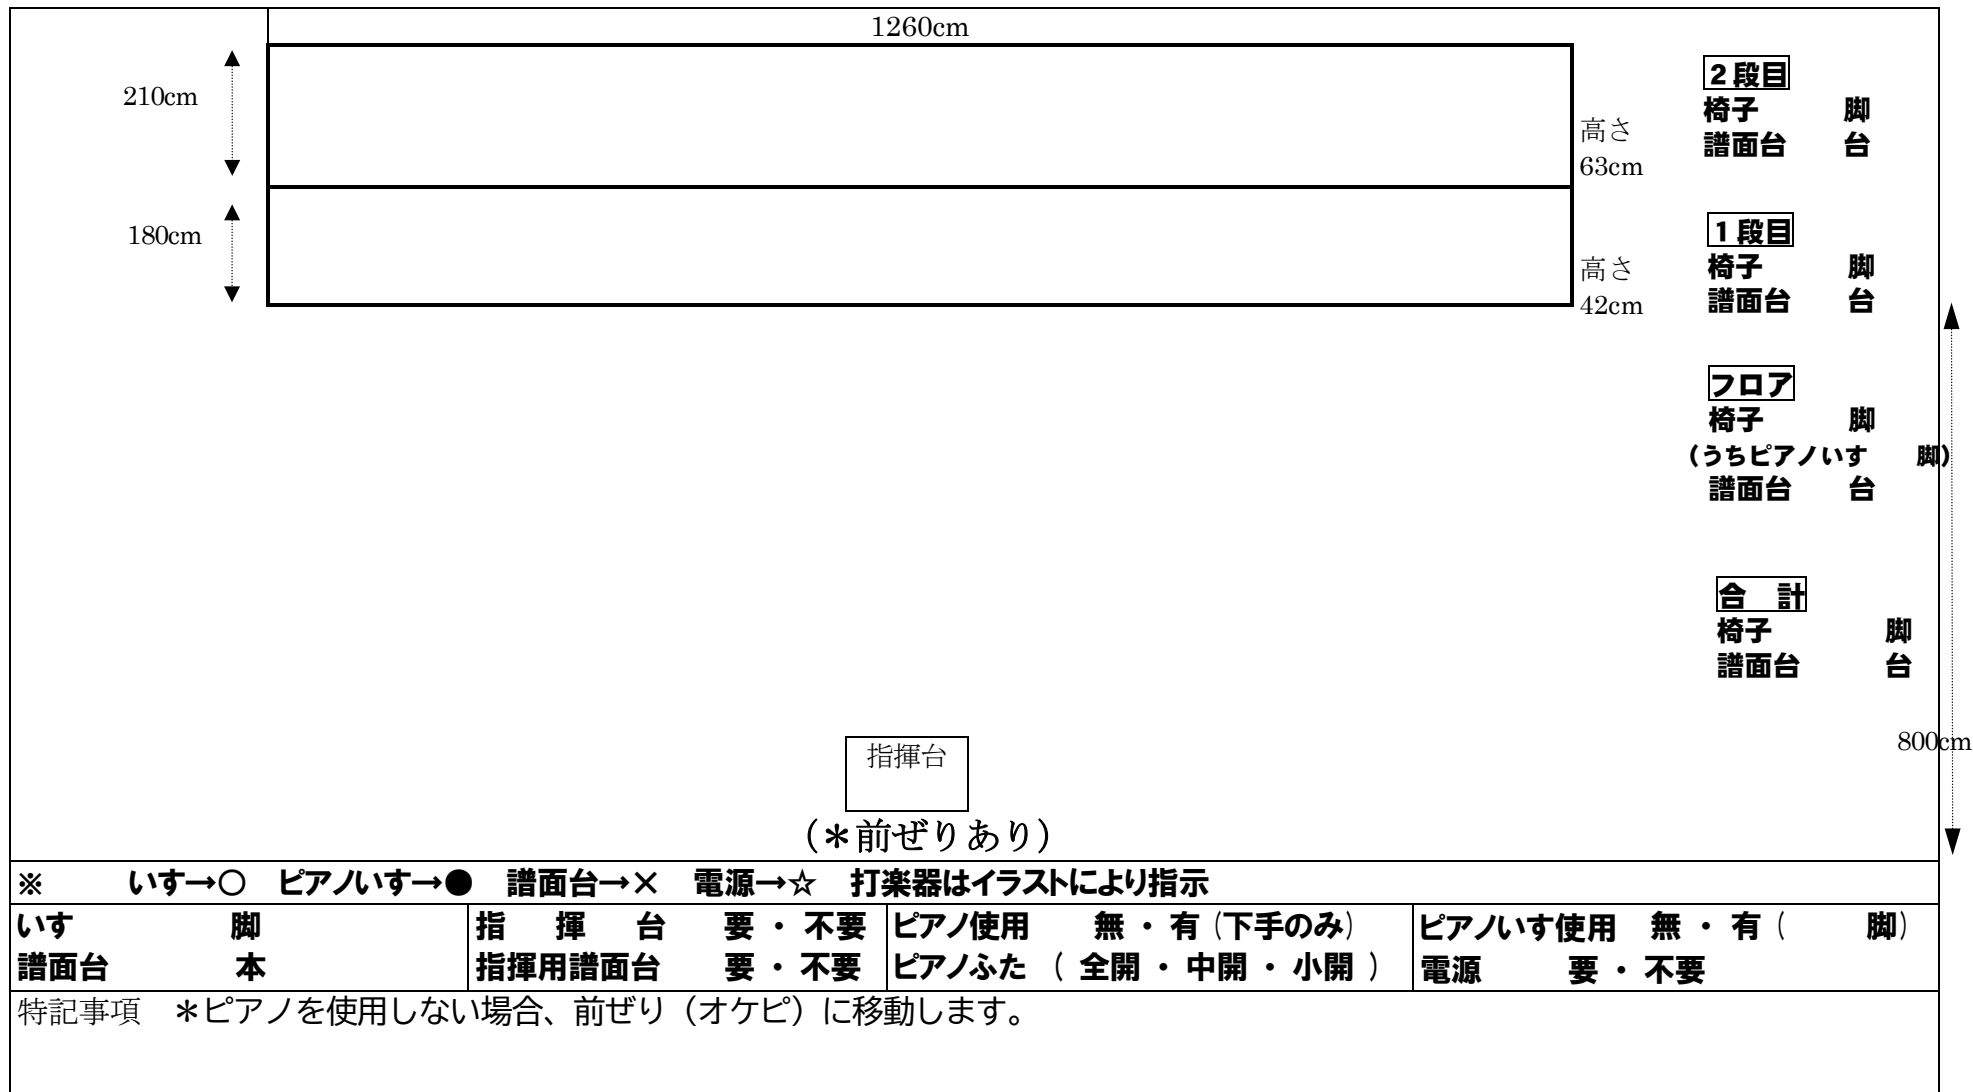 1260cm
210cm
高さ
63cm
2段目
椅子 脚
譜面台 台
180cm
高さ
42cm
1段目
椅子 脚
譜面台 台
フロア
椅子 脚
(うちピアノいす 脚)
譜面台 台
合 計
椅子 脚
譜面台 台
800cm
指揮台
(＊前ぜりあり)
※ いす→○ ピアノいす→● 譜面台→× 電源→☆ 打楽器はイラストにより指示
いす 脚
譜面台 本
指 揮 台 要 ・ 不要
指揮用譜面台 要 ・ 不要
ピアノ使用 無 ・ 有 (下手のみ)
ピアノふた ( 全開 ・ 中開 ・ 小開 )
ピアノいす使用 無 ・ 有 ( 脚)
電源 要 ・ 不要
特記事項 ＊ピアノを使用しない場合、前ぜり（オケピ）に移動します。